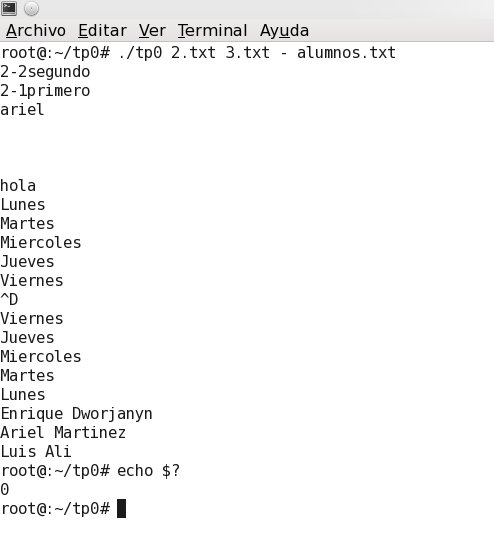 Archivo Editar Ver Terminal Ayuda
root@:~/tp0# ./tp0 2.txt 3.txt - alumnos.txt
2-2segundo
2-1primero
ariel
hola
Lunes
Martes
Miercoles
Jueves
Viernes
^D
Viernes
Jueves
Miercoles
Martes
Lunes
Enrique Dworjanyn
Ariel Martinez
Luis Ali
root@:~/tp0# echo $?
0
root@:~/tp0#